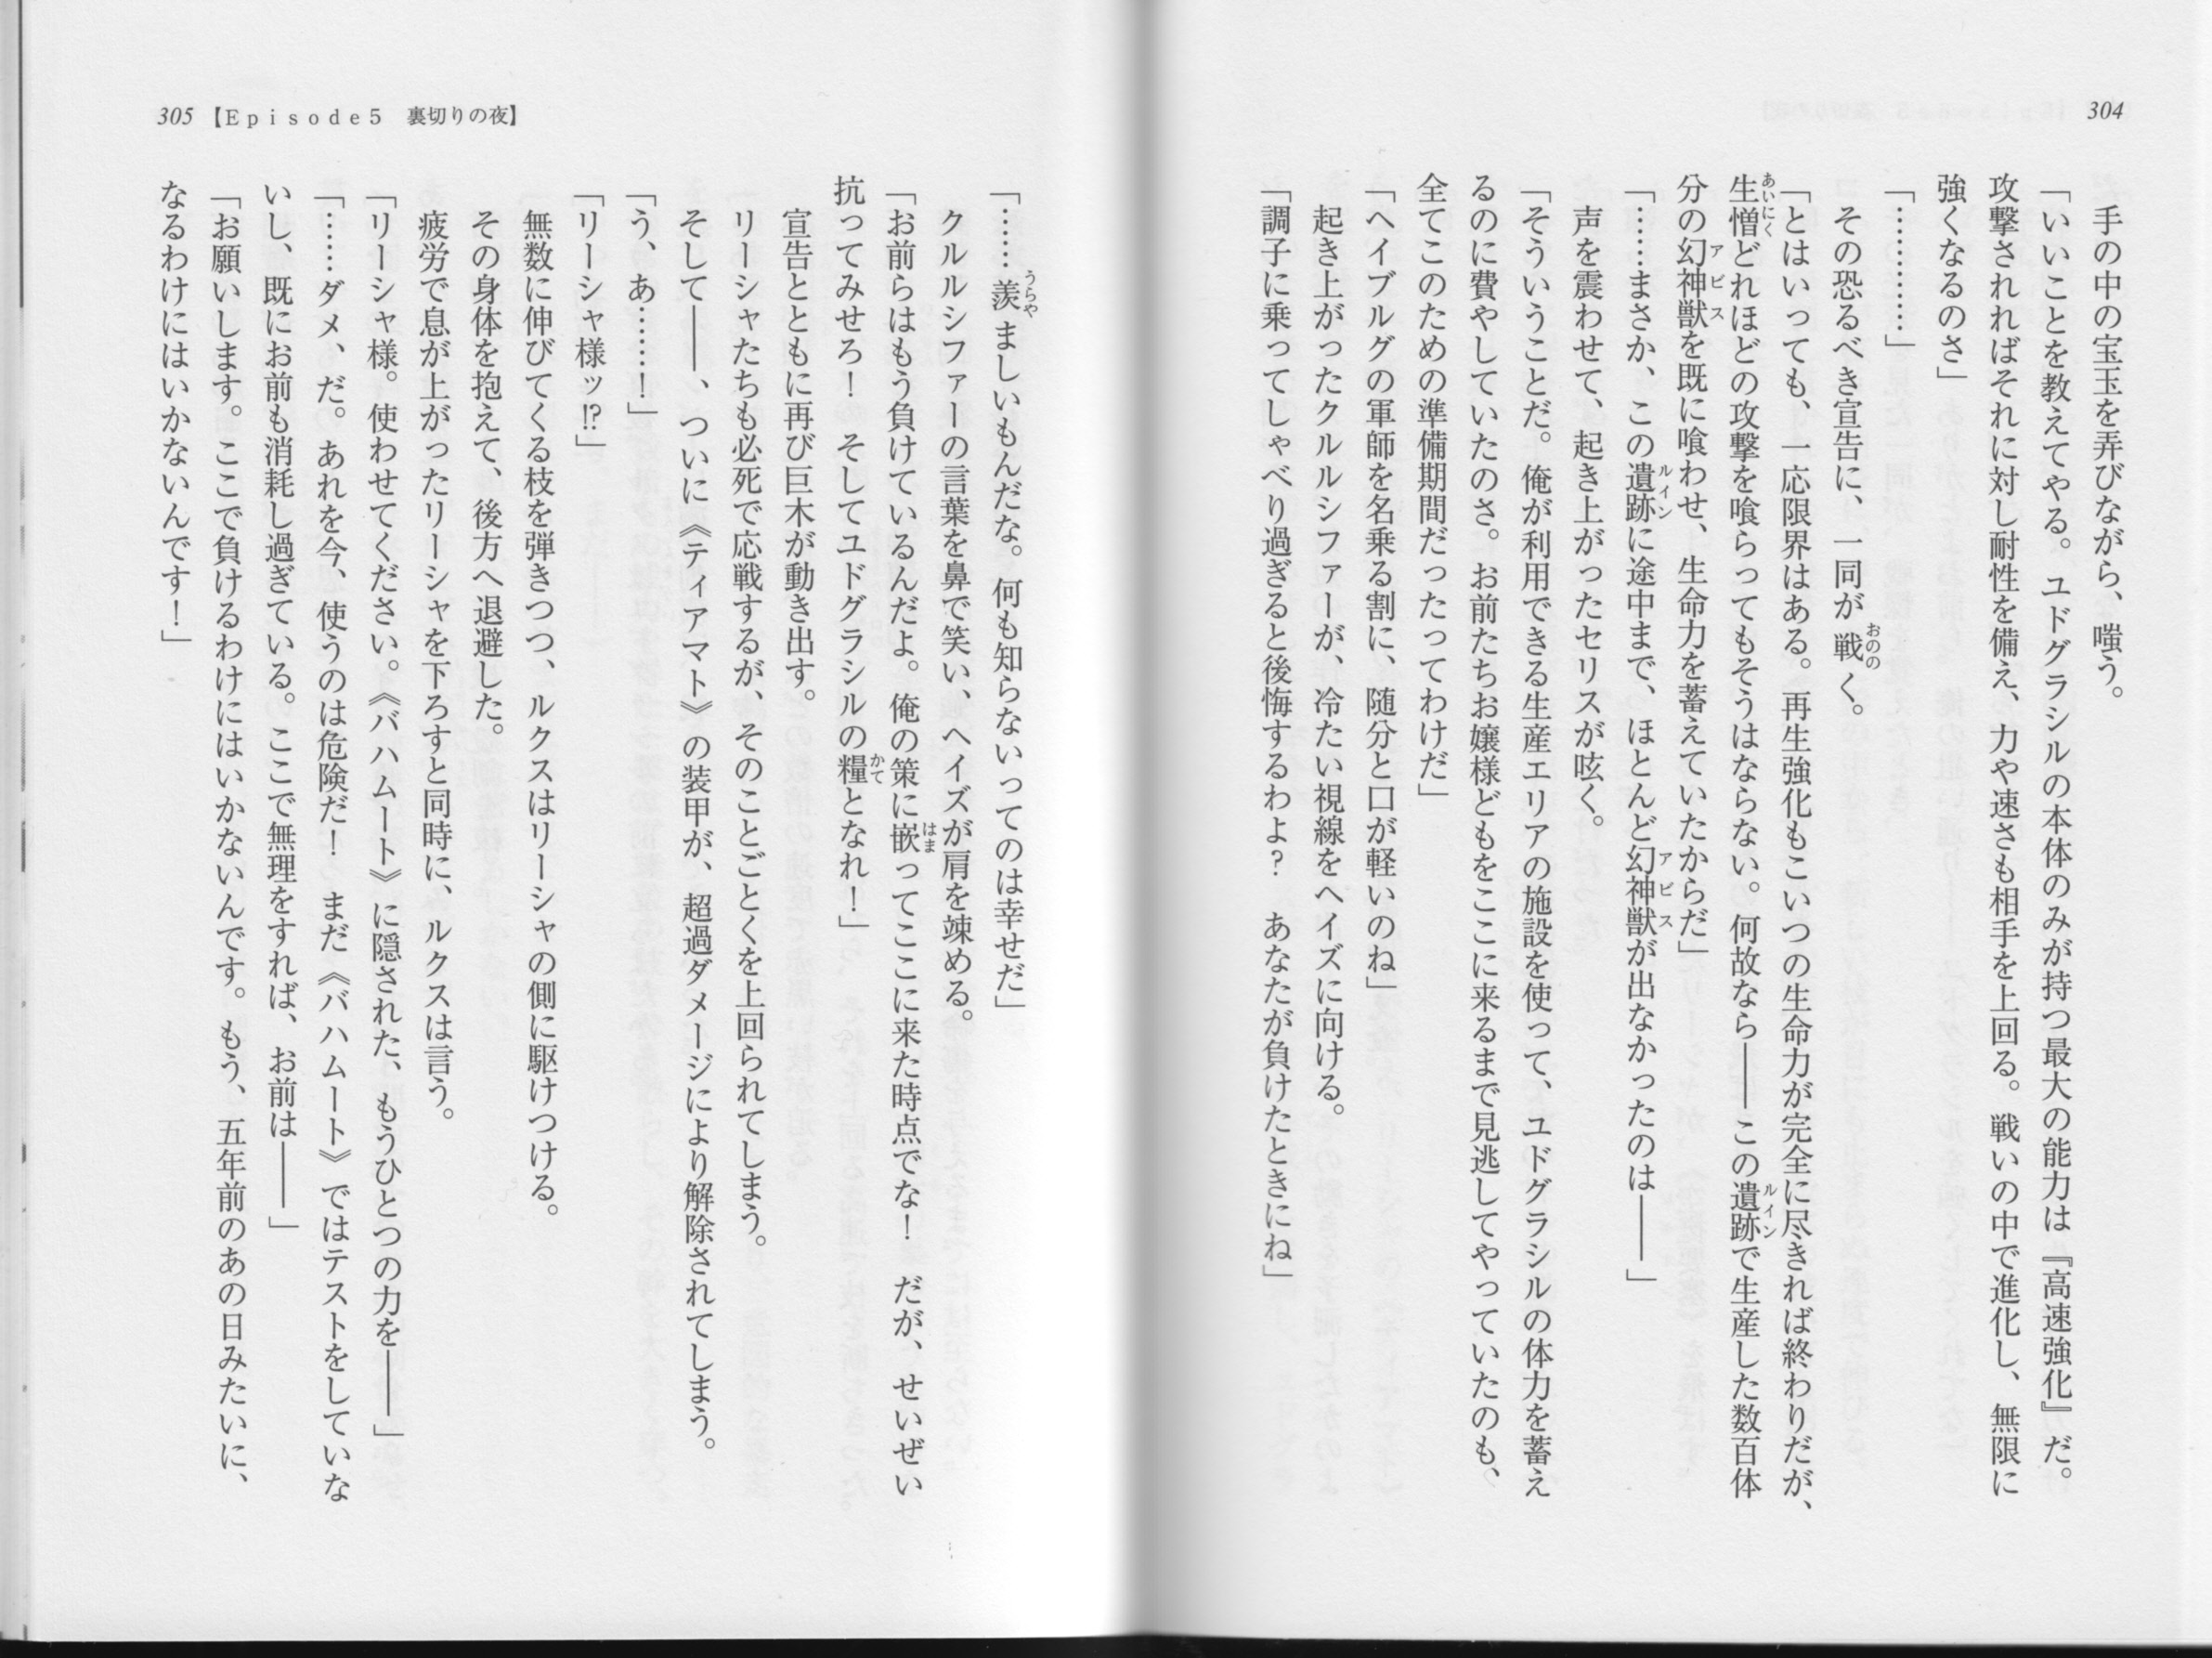 304
手の中の宝玉を弄びながら、嗤う。
「いいことを教えてやる。ユドグラシルの本体のみが持つ最大の能力は『高速強化』だ。
攻撃されればそれに対し耐性を備え、力や速さも相手を上回る。戦いの中で進化し、無限に
強くなるのさ」
「…………」
その恐るべき宣告に、一同が戦く。
「とはいっても、一応限界はある。再生強化もこいつの生命力が完全に尽きれば終わりだが、
生憎どれほどの攻撃を喰らってもそうはならない。何故なら――この遺跡で生産した数百体
分の幻神獣を既に喰わせ、生命力を蓄えていたからだ」
「……まさか、この遺跡に途中まで、ほとんど幻神獣が出なかったのは――」
声を震わせて、起き上がったセリスが呟く。
「そういうことだ。俺が利用できる生産エリアの施設を使って、ユドグラシルの体力を蓄え
るのに費やしていたのさ。お前たちお嬢様どもをここに来るまで見逃してやっていたのも、
全てこのための準備期間だったってわけだ」
「ヘイブルグの軍師を名乗る割に、随分と口が軽いのね」
起き上がったクルルシファーが、冷たい視線をヘイズに向ける。
「調子に乗ってしゃべり過ぎると後悔するわよ？　あなたが負けたときにね」
305【Episode5　裏切りの夜】
「……羨ましいもんだな。何も知らないってのは幸せだ」
クルルシファーの言葉を鼻で笑い、ヘイズが肩を竦める。
「お前らはもう負けているんだよ。俺の策に嵌ってここに来た時点でな！　だが、せいぜい
抗ってみせろ！　そしてユドグラシルの糧となれ！」
宣告とともに再び巨木が動き出す。
リーシャたちも必死で応戦するが、そのことごとくを上回られてしまう。
そして――、ついに《ティアマト》の装甲が、超過ダメージにより解除されてしまう。
「う、あ……！」
「リーシャ様ッ!?」
無数に伸びてくる枝を弾きつつ、ルクスはリーシャの側に駆けつける。
その身体を抱えて、後方へ退避した。
疲労で息が上がったリーシャを下ろすと同時に、ルクスは言う。
「リーシャ様。使わせてください。《バハムート》に隠された、もうひとつの力を――」
「……ダメ、だ。あれを今、使うのは危険だ！　まだ《バハムート》ではテストをしていな
いし、既にお前も消耗し過ぎている。ここで無理をすれば、お前は――」
「お願いします。ここで負けるわけにはいかないんです。もう、五年前のあの日みたいに、
なるわけにはいかないんです！」